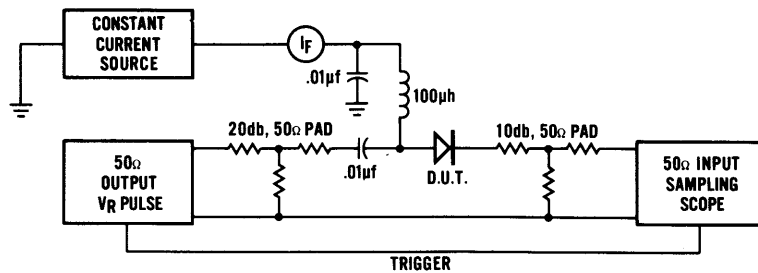 CONSTANT
CURRENT
SOURCE
IF
.01µf
100µh
20db, 50Ω PAD
.01µf
D.U.T.
10db, 50Ω PAD
50Ω
OUTPUT
VR PULSE
50Ω INPUT
SAMPLING
SCOPE
TRIGGER